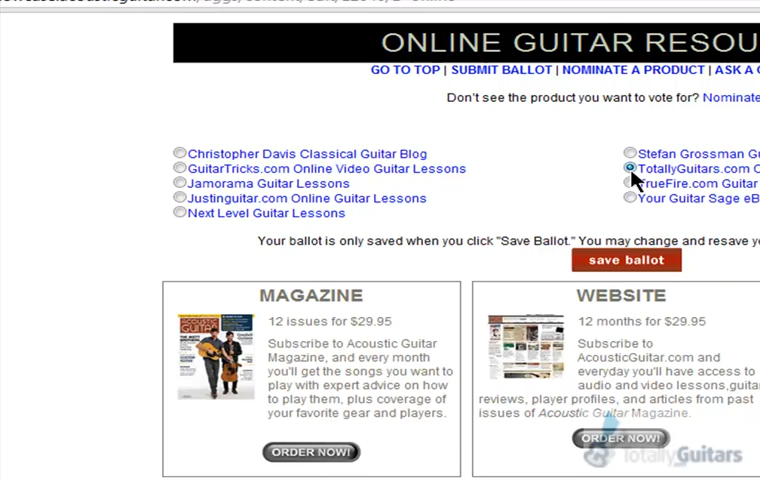 ONLINE GUITAR RESOU
GO TO TOP | SUBMIT BALLOT | NOMINATE A PRODUCT | ASK A
Don't see the product you want to vote for? Nominate
Christopher Davis Classical Guitar Blog
GuitarTricks.com Online Video Guitar Lessons
Jamorama Guitar Lessons
Justinguitar.com Online Guitar Lessons
Next Level Guitar Lessons
Stefan Grossman Gu
TotallyGuitars.com O
TrueFire.com Guitar
Your Guitar Sage eB
Your ballot is only saved when you click "Save Ballot." You may change and resave yo
save ballot
MAGAZINE
12 issues for $29.95
Subscribe to Acoustic Guitar
Magazine, and every month
you'll get the songs you want to
play with expert advice on how
to play them, plus coverage of
your favorite gear and players.
ORDER NOW!
WEBSITE
12 months for $29.95
Subscribe to
AcousticGuitar.com and
everyday you'll have access to
audio and video lessons,guita
reviews, player profiles, and articles from past
issues of Acoustic Guitar Magazine.
ORDER NOW!
TotallyGuitars
ACOUSTIC
GUITAR